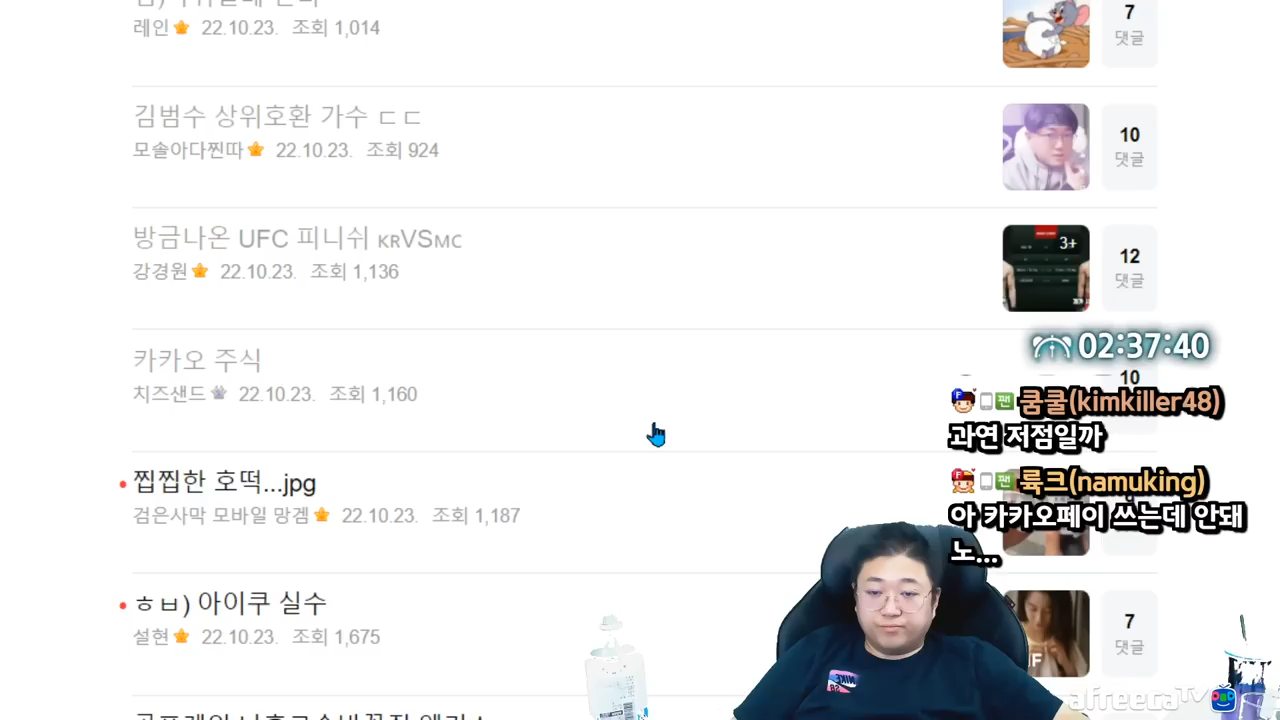 레인 22.10.23. 조회 1,014
7
댓글
김범수 상위호환 가수 ㄷㄷ
모솔아다찐따 22.10.23. 조회 924
10
댓글
방금나온 UFC 피니쉬 ᴋʀVSᴍᴄ
강경원 22.10.23. 조회 1,136
3+
12
댓글
02:37:40
카카오 주식
치즈샌드 22.10.23. 조회 1,160
10
팬 쿰쿨(kimkiller48)
과연 저점일까
찝찝한 호떡...jpg
검은사막 모바일 망겜 22.10.23. 조회 1,187
팬 륙크(namuking)
아 카카오페이 쓰는데 안돼
노...
ㅎㅂ) 아이쿠 실수
설현 22.10.23. 조회 1,675
7
댓글
NIKE
afreecaTV